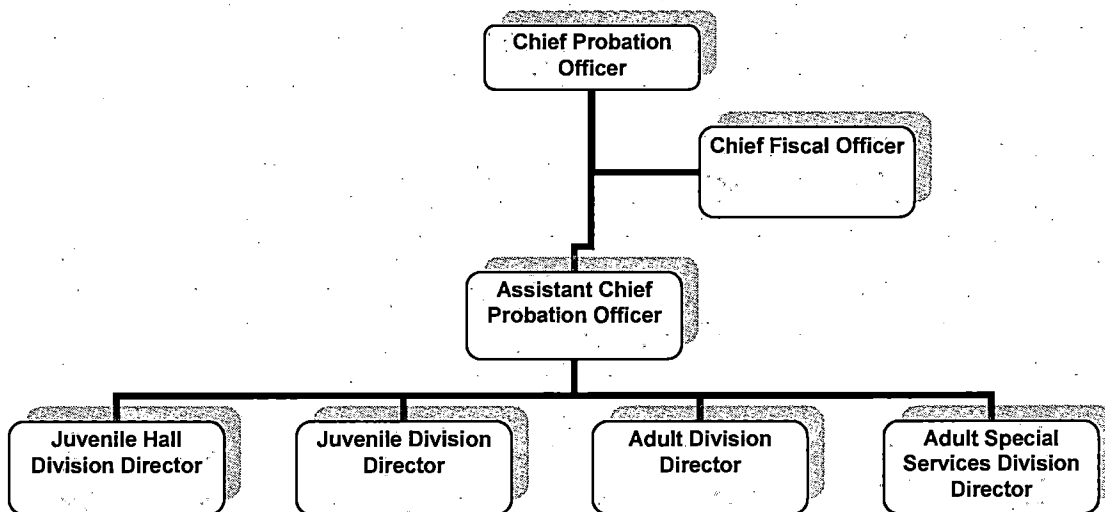 Chief Probation
Officer
Chief Fiscal Officer
Assistant Chief
Probation Officer
Juvenile Hall
Division Director
Juvenile Division
Director
Adult Division
Director
Adult Special
Services Division
Director